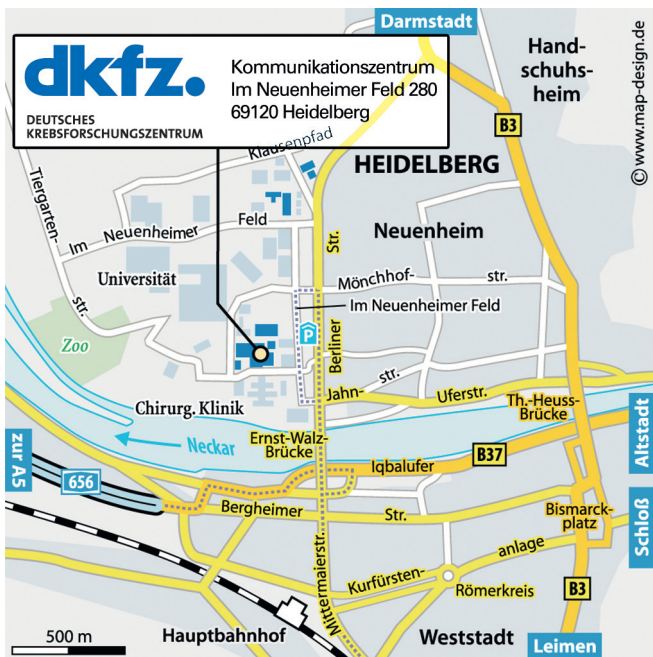 Darmstadt
© www.map-design.de
Hand-
schuhs-
heim
dkfz.
DEUTSCHES
KREBSFORSCHUNGSZENTRUM
Kommunikationszentrum
Im Neuenheimer Feld 280
69120 Heidelberg
B3
Klausenpfad
HEIDELBERG
Tiergarten-
str.
Im Neuenheimer Feld
Berliner Str.
Neuenheim
Universität
Mönchhof-
str.
Im Neuenheimer Feld
P
Zoo
Jahn-
str.
Uferstr.
Chirurg. Klinik
Th.-Heuss-
Brücke
Neckar
Ernst-Walz-
Brücke
Altstadt
zur A5
656
Iqbalufer
B37
Bergheimer
Str.
Bismarck-
platz
Schloß
Mittermaierstr.
Kurfürsten-
anlage
Römerkreis
B3
500 m
Hauptbahnhof
Weststadt
Leimen